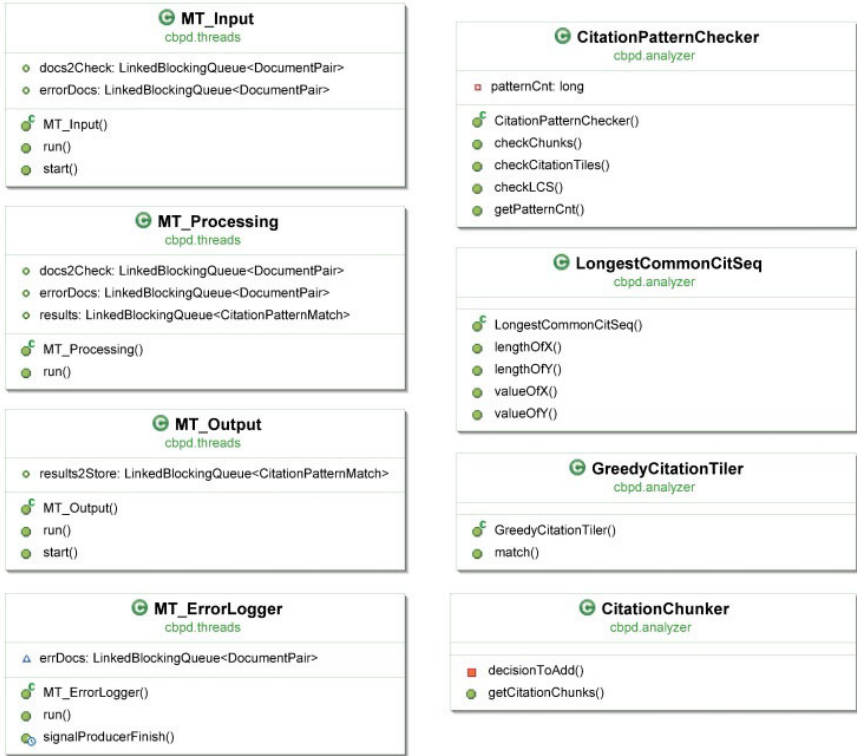 MT_Input
cbpd.threads
docs2Check: LinkedBlockingQueue<DocumentPair>
errorDocs: LinkedBlockingQueue<DocumentPair>
MT_Input()
run()
start()
MT_Processing
cbpd.threads
docs2Check: LinkedBlockingQueue<DocumentPair>
errorDocs: LinkedBlockingQueue<DocumentPair>
results: LinkedBlockingQueue<CitationPatternMatch>
MT_Processing()
run()
MT_Output
cbpd.threads
results2Store: LinkedBlockingQueue<CitationPatternMatch>
MT_Output()
run()
start()
MT_ErrorLogger
cbpd.threads
errDocs: LinkedBlockingQueue<DocumentPair>
MT_ErrorLogger()
run()
signalProducerFinish()
CitationPatternChecker
cbpd.analyzer
patternCnt: long
CitationPatternChecker()
checkChunks()
checkCitationTiles()
checkLCS()
getPatternCnt()
LongestCommonCitSeq
cbpd.analyzer
LongestCommonCitSeq()
lengthOfX()
lengthOfY()
valueOfX()
valueOfY()
GreedyCitationTiler
cbpd.analyzer
GreedyCitationTiler()
match()
CitationChunker
cbpd.analyzer
decisionToAdd()
getCitationChunks()